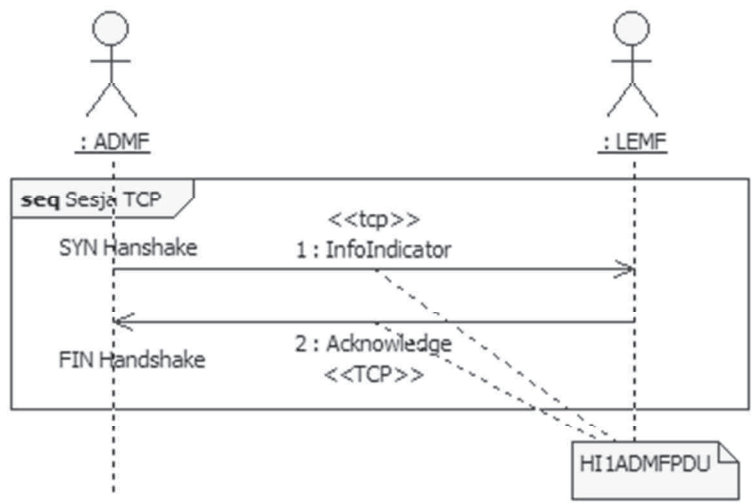 : ADMF
: LEMF
seq Sesja TCP
<<tcp>>
SYN Hanshake
1 : InfoIndicator
2 : Acknowledge
FIN Handshake
<<TCP>>
HI1ADMFPDU